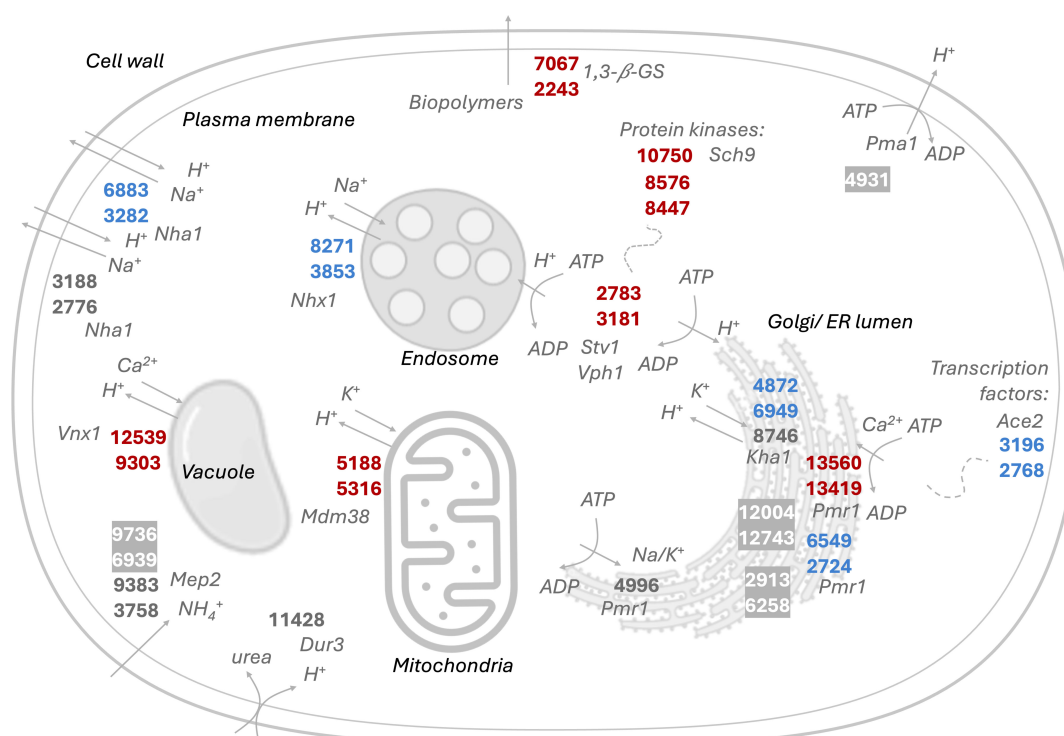 Cell wall
Plasma membrane
Biopolymers
7067
2243
1,3-β-GS
Protein kinases:
10750 Sch9
8576
8447
H⁺
ATP
Pma1
ADP
4931
H⁺
Na⁺
6883
3282
Nha1
H⁺
Na⁺
3188
2776
Nha1
Na⁺
H⁺
8271
3853
Nhx1
Endosome
H⁺ ATP
ADP
2783
3181
Stv1
Vph1
ATP
ADP
H⁺
Golgi/ ER lumen
Transcription
factors:
Ace2
3196
2768
Ca²⁺
H⁺
Vnx1
12539
9303
Vacuole
K⁺
H⁺
5188
5316
Mdm38
Mitochondria
K⁺
H⁺
4872
6949
8746
Kha1
Ca²⁺ ATP
13560
13419
Pmr1 ADP
12004
12743
6549
2724
Pmr1
2913
6258
ATP
ADP
Na/K⁺
4996
Pmr1
9736
6939
9383
3758
Mep2
NH₄⁺
11428
Dur3
urea
H⁺